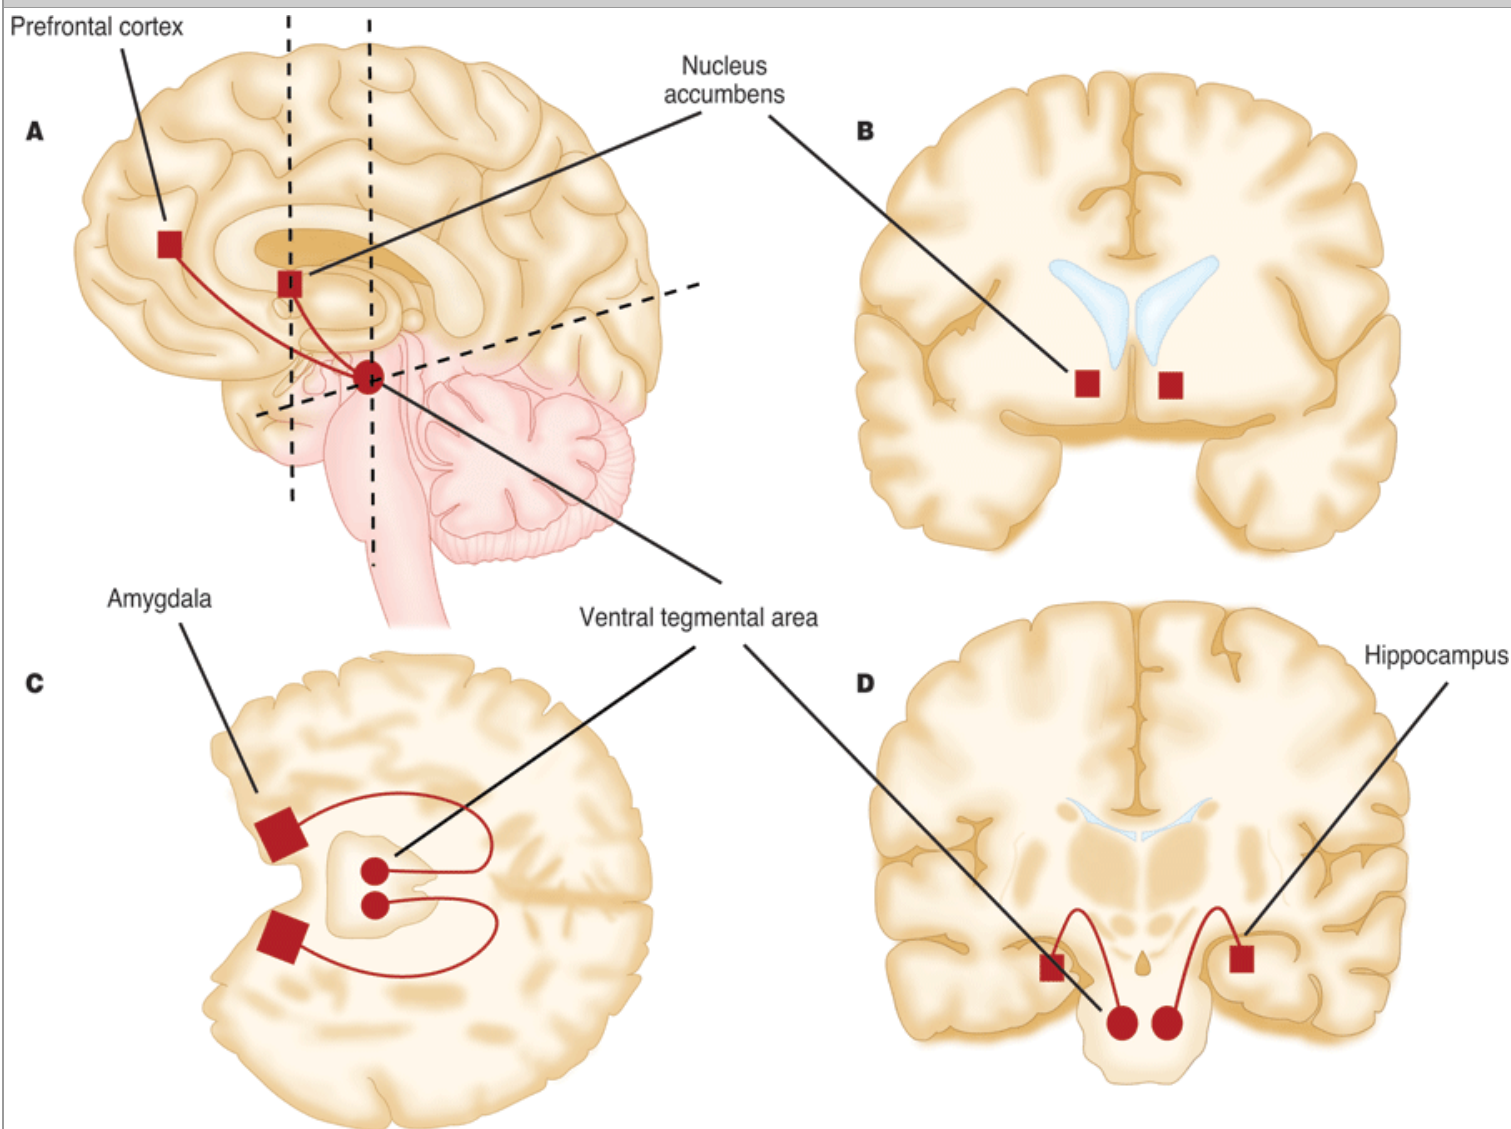 Prefrontal cortex
Nucleus
accumbens
A
B
Amygdala
Ventral tegmental area
Hippocampus
C
D